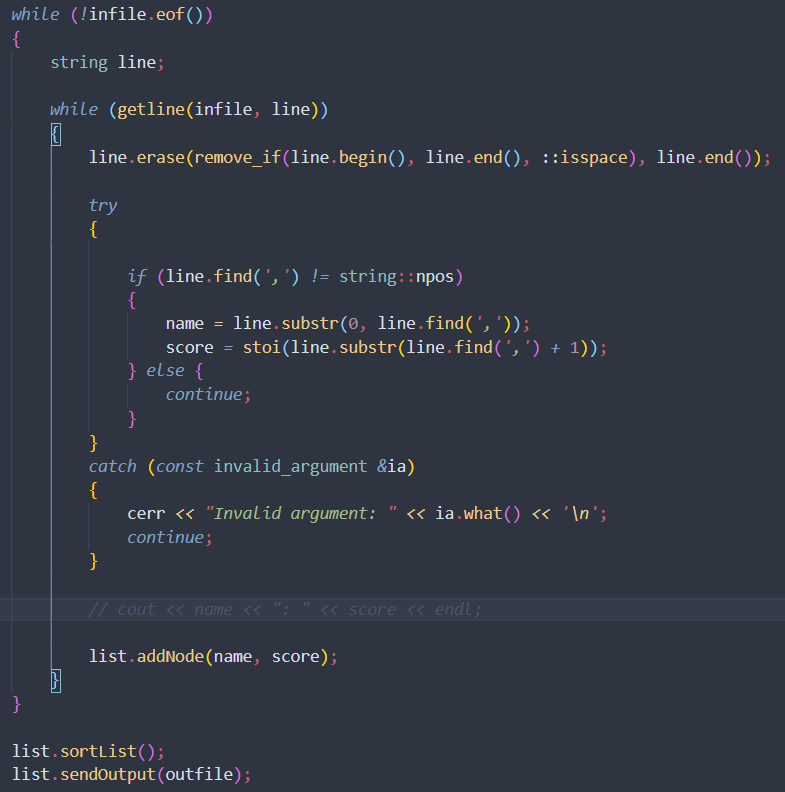 while (!infile.eof())
{
    string line;
    while (getline(infile, line))
    {
        line.erase(remove_if(line.begin(), line.end(), ::isspace), line.end());
        try
        {
            if (line.find(',') != string::npos)
            {
                name = line.substr(0, line.find(','));
                score = stoi(line.substr(line.find(',') + 1));
            } else {
                continue;
            }
        }
        catch (const invalid_argument &ia)
        {
            cerr << "Invalid argument: " << ia.what() << '\n';
            continue;
        }
        // cout << name << ": " << score << endl;
        list.addNode(name, score);
    }
}
list.sortList();
list.sendOutput(outfile);